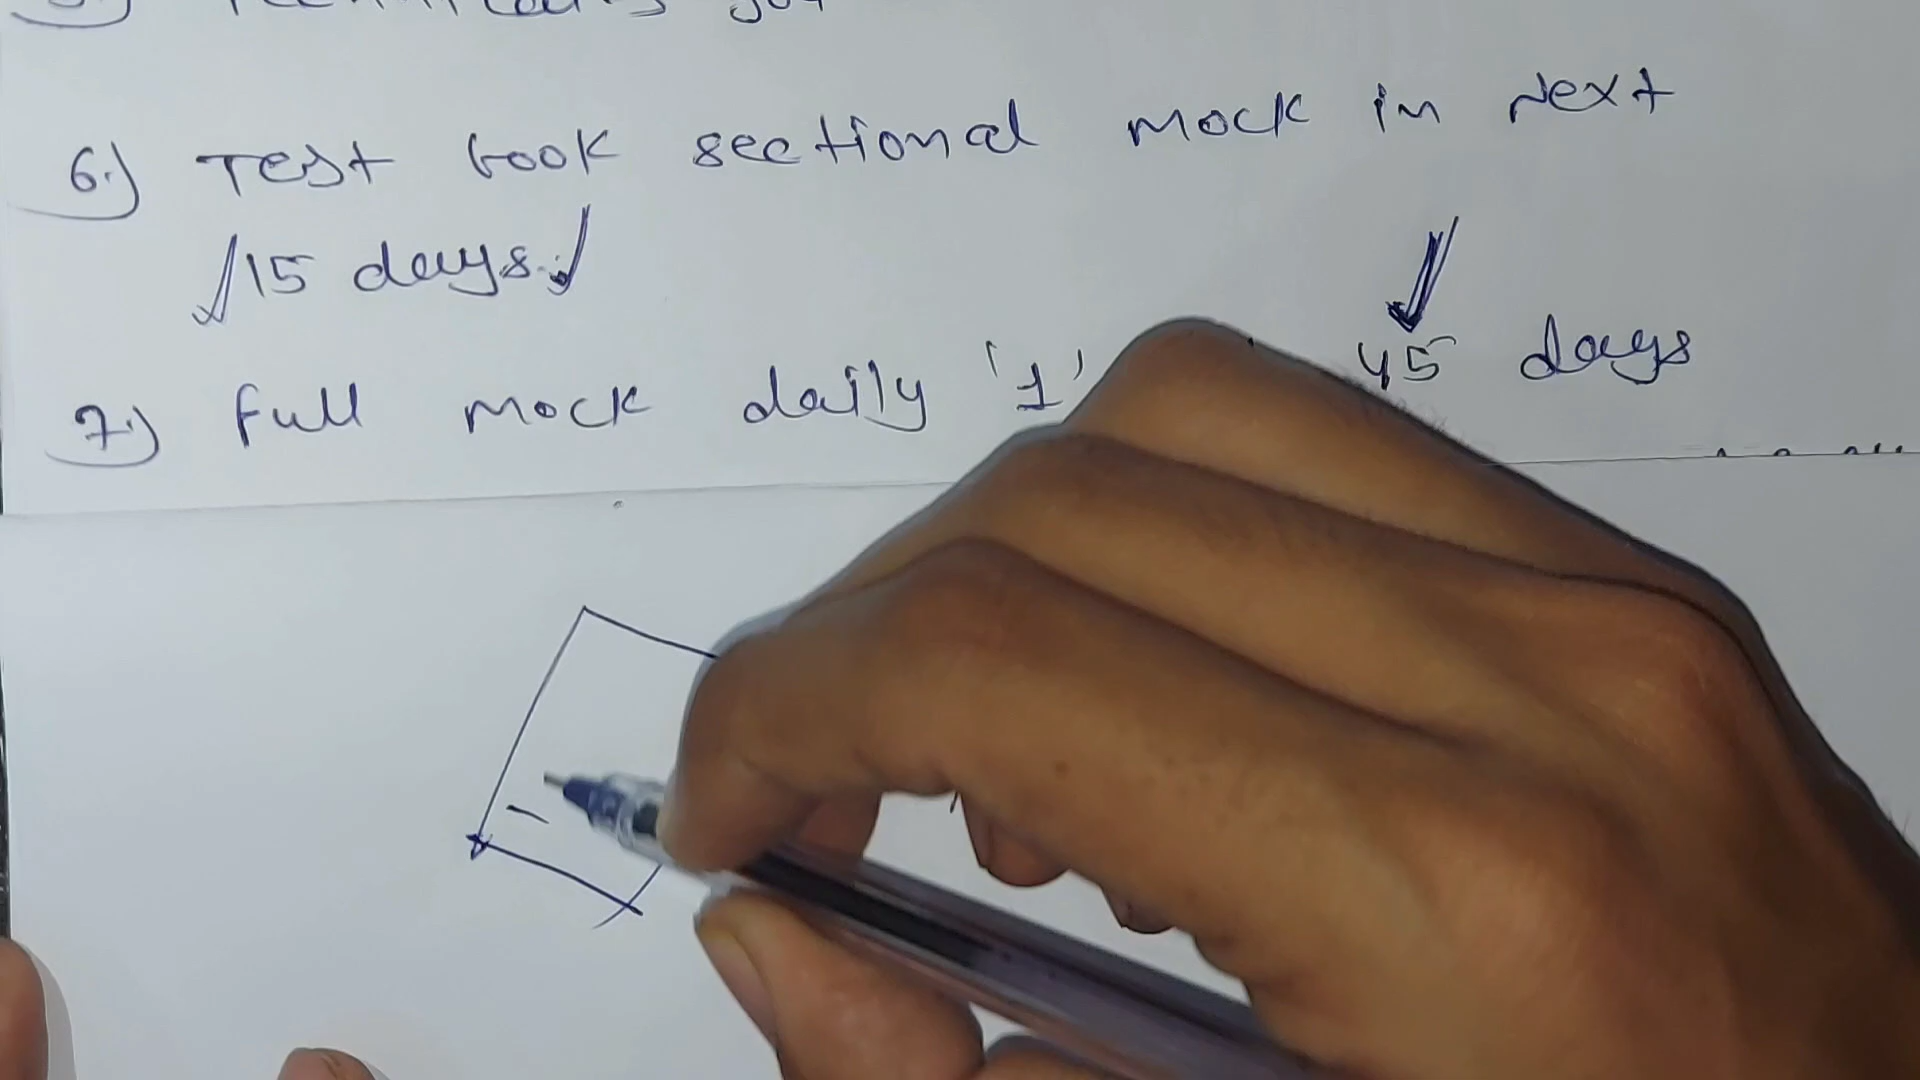 6.) Test book sectional mock in Next
15 days.
7.) Full mock daily '1' 45 days